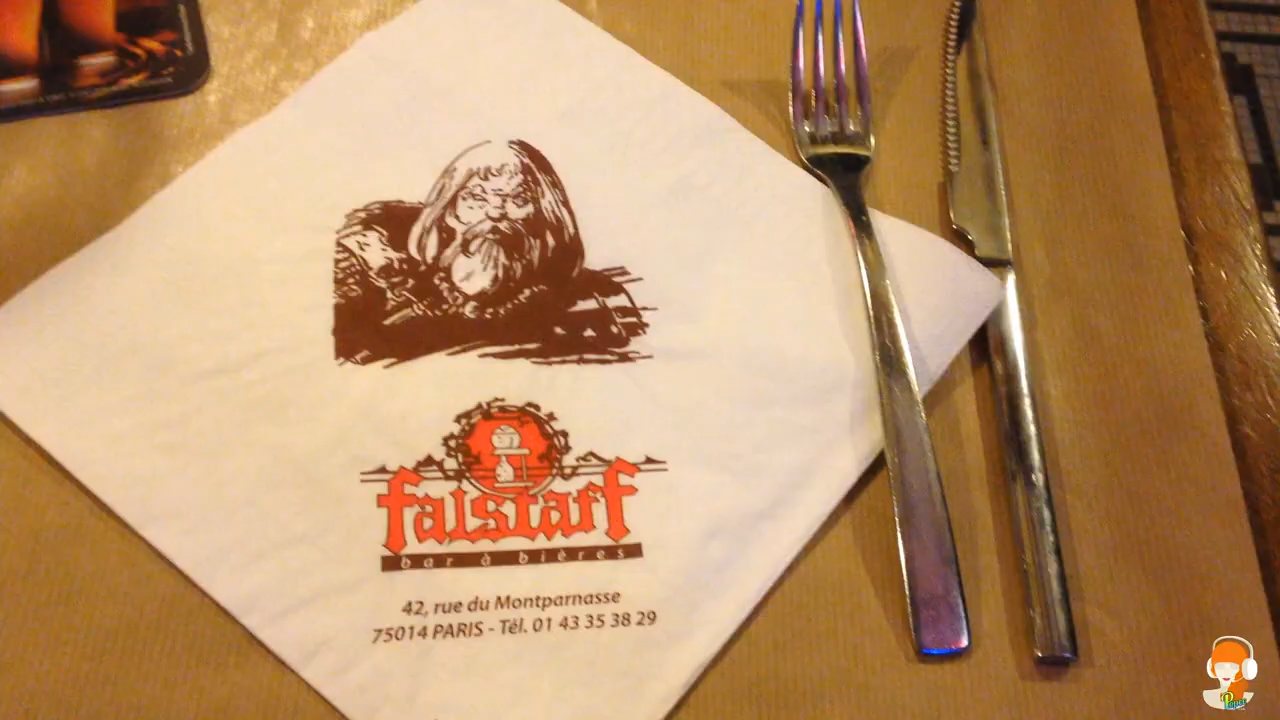 falstaff
bar à bières
42, rue du Montparnasse
75014 PARIS - Tél. 01 43 35 38 29